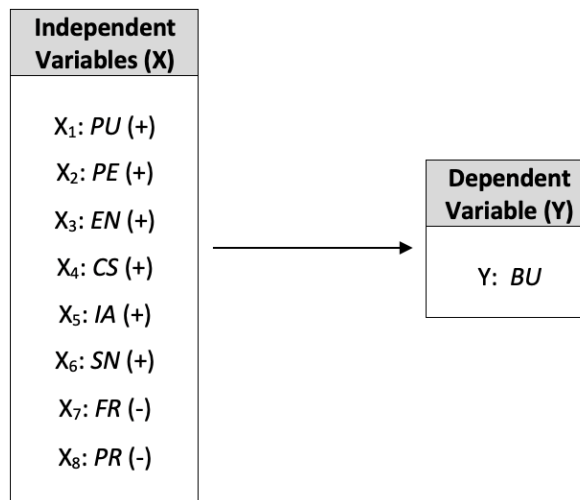 Independent
Variables (X)
X₁: PU (+)
X₂: PE (+)
X₃: EN (+)
X₄: CS (+)
X₅: IA (+)
X₆: SN (+)
X₇: FR (-)
X₈: PR (-)
Dependent
Variable (Y)
Y: BU